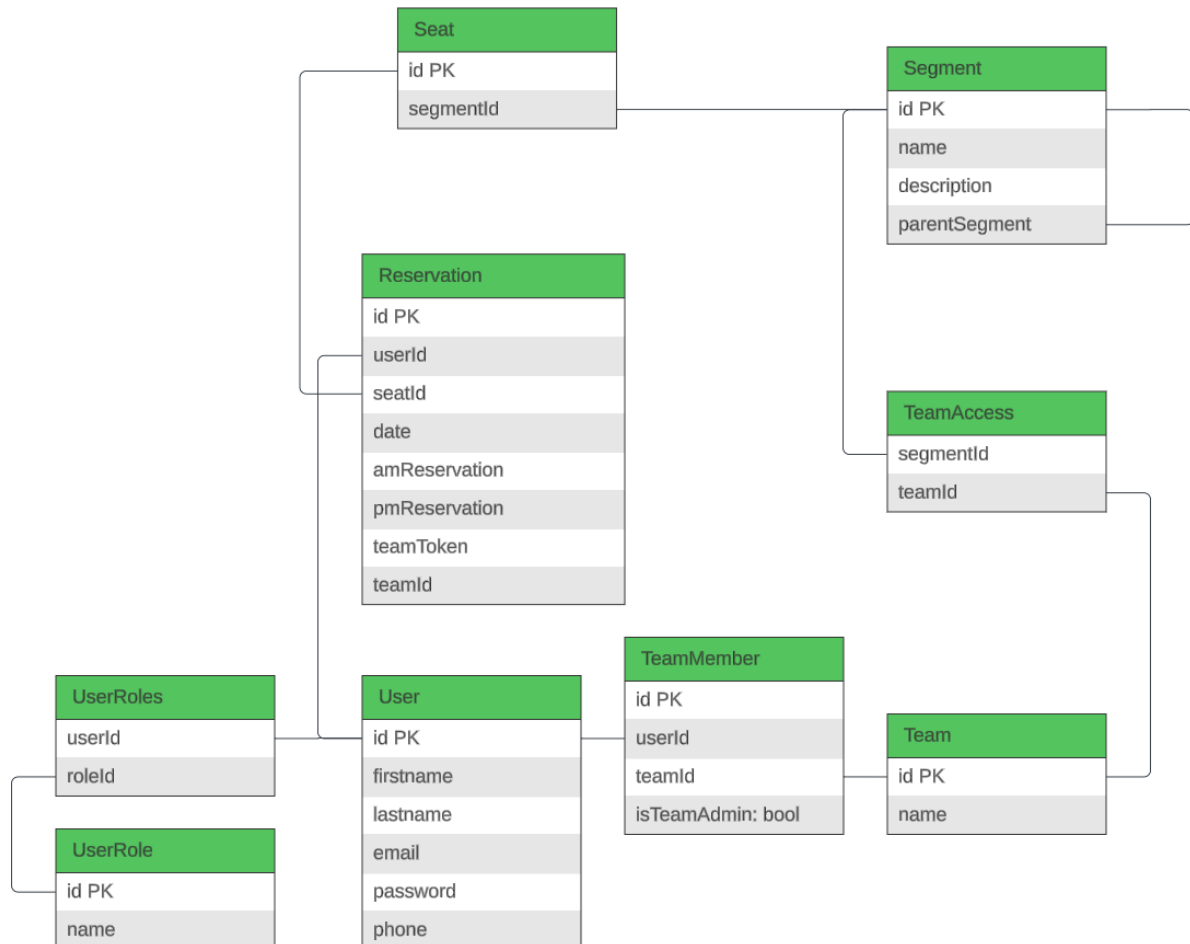 Seat
id PK
segmentId
Segment
id PK
name
description
parentSegment
Reservation
id PK
userId
seatId
date
amReservation
pmReservation
teamToken
teamId
TeamAccess
segmentId
teamId
UserRoles
userId
roleId
UserRole
id PK
name
User
id PK
firstname
lastname
email
password
phone
TeamMember
id PK
userId
teamId
isTeamAdmin: bool
Team
id PK
name